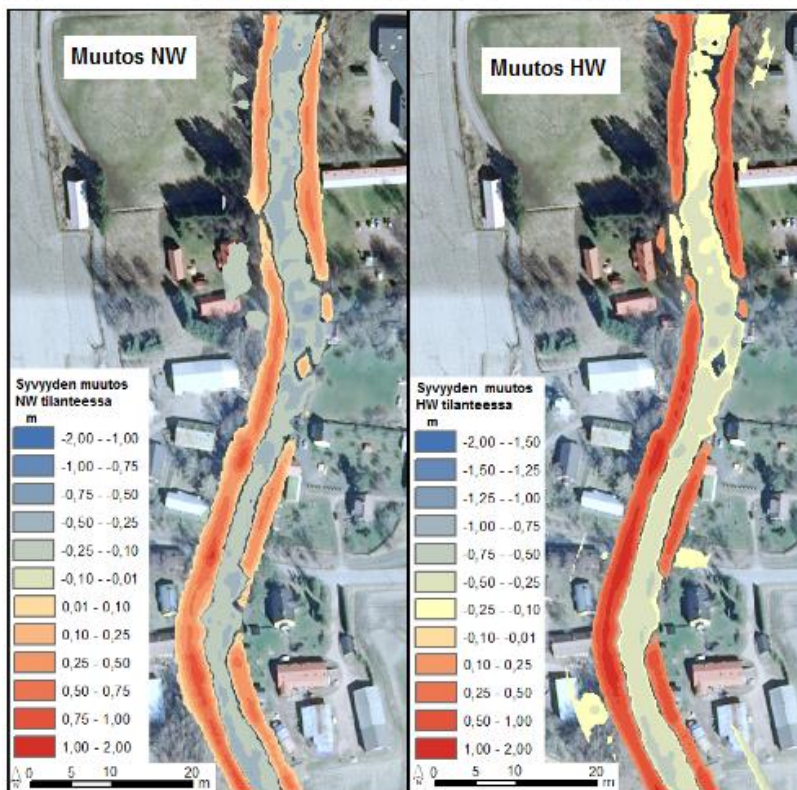 Muutos NW
Syvyyden muutos
NW tilanteessa
m
-2,00 - -1,00
-1,00 - -0,75
-0,75 - -0,50
-0,50 - -0,25
-0,25 - -0,10
-0,10 - -0,01
0,01 - 0,10
0,10 - 0,25
0,25 - 0,50
0,50 - 0,75
0,75 - 1,00
1,00 - 2,00
0 5 10 20
m
Muutos HW
Syvyyden muutos
HW tilanteessa
m
-2,00 - -1,50
-1,50 - -1,25
-1,25 - -1,00
-1,00 - -0,75
-0,75 - -0,50
-0,50 - -0,25
-0,25 - -0,10
-0,10 - -0,01
0,10 - 0,25
0,25 - 0,50
0,50 - 1,00
1,00 - 2,00
0 5 10 20
m